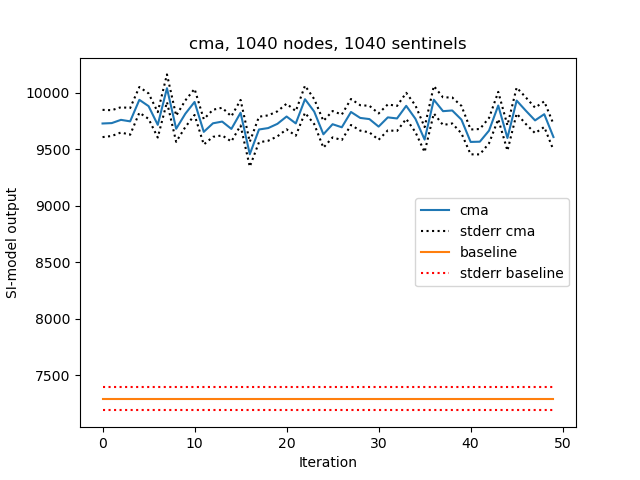 cma, 1040 nodes, 1040 sentinels
SI-model output
10000
9500
9000
8500
8000
7500
cma
stderr cma
baseline
stderr baseline
0 10 20 30 40 50
Iteration